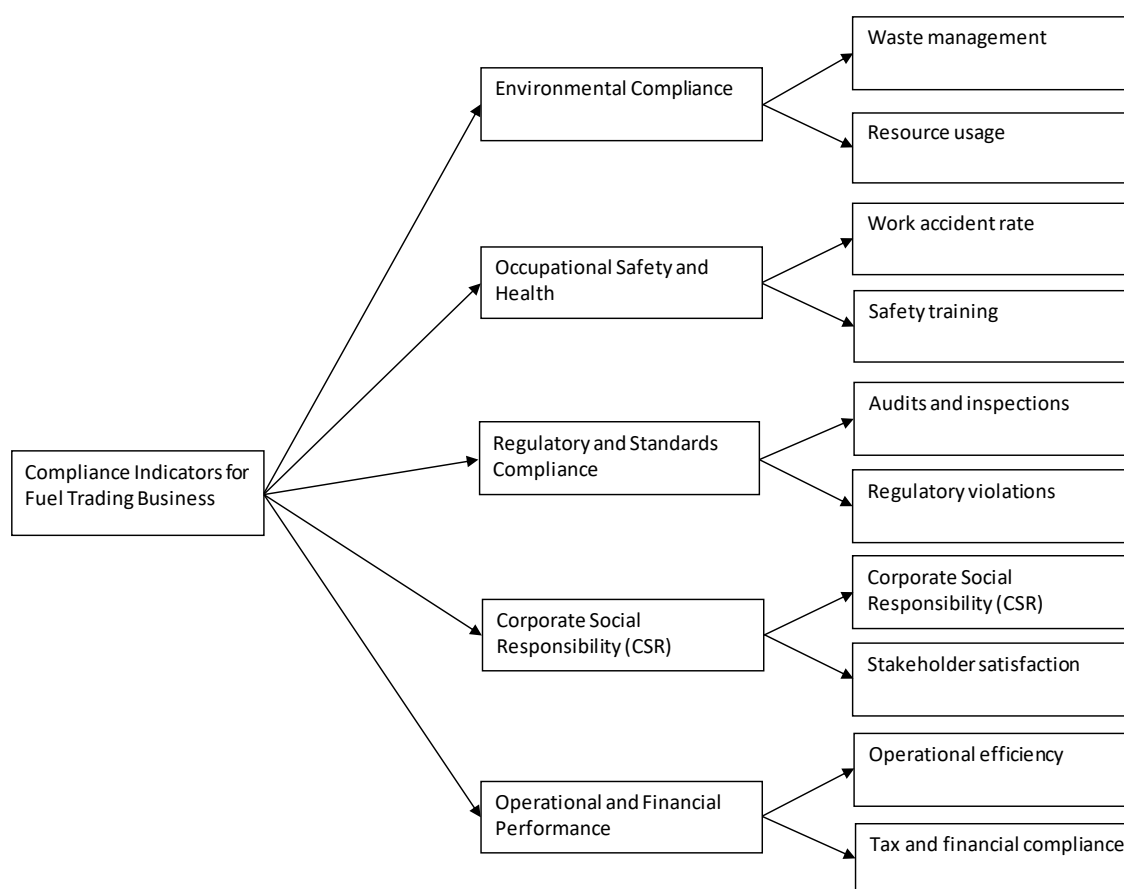 Compliance Indicators for
Fuel Trading Business
Environmental Compliance
Waste management
Resource usage
Occupational Safety and
Health
Work accident rate
Safety training
Regulatory and Standards
Compliance
Audits and inspections
Regulatory violations
Corporate Social
Responsibility (CSR)
Corporate Social
Responsibility (CSR)
Stakeholder satisfaction
Operational and Financial
Performance
Operational efficiency
Tax and financial compliance